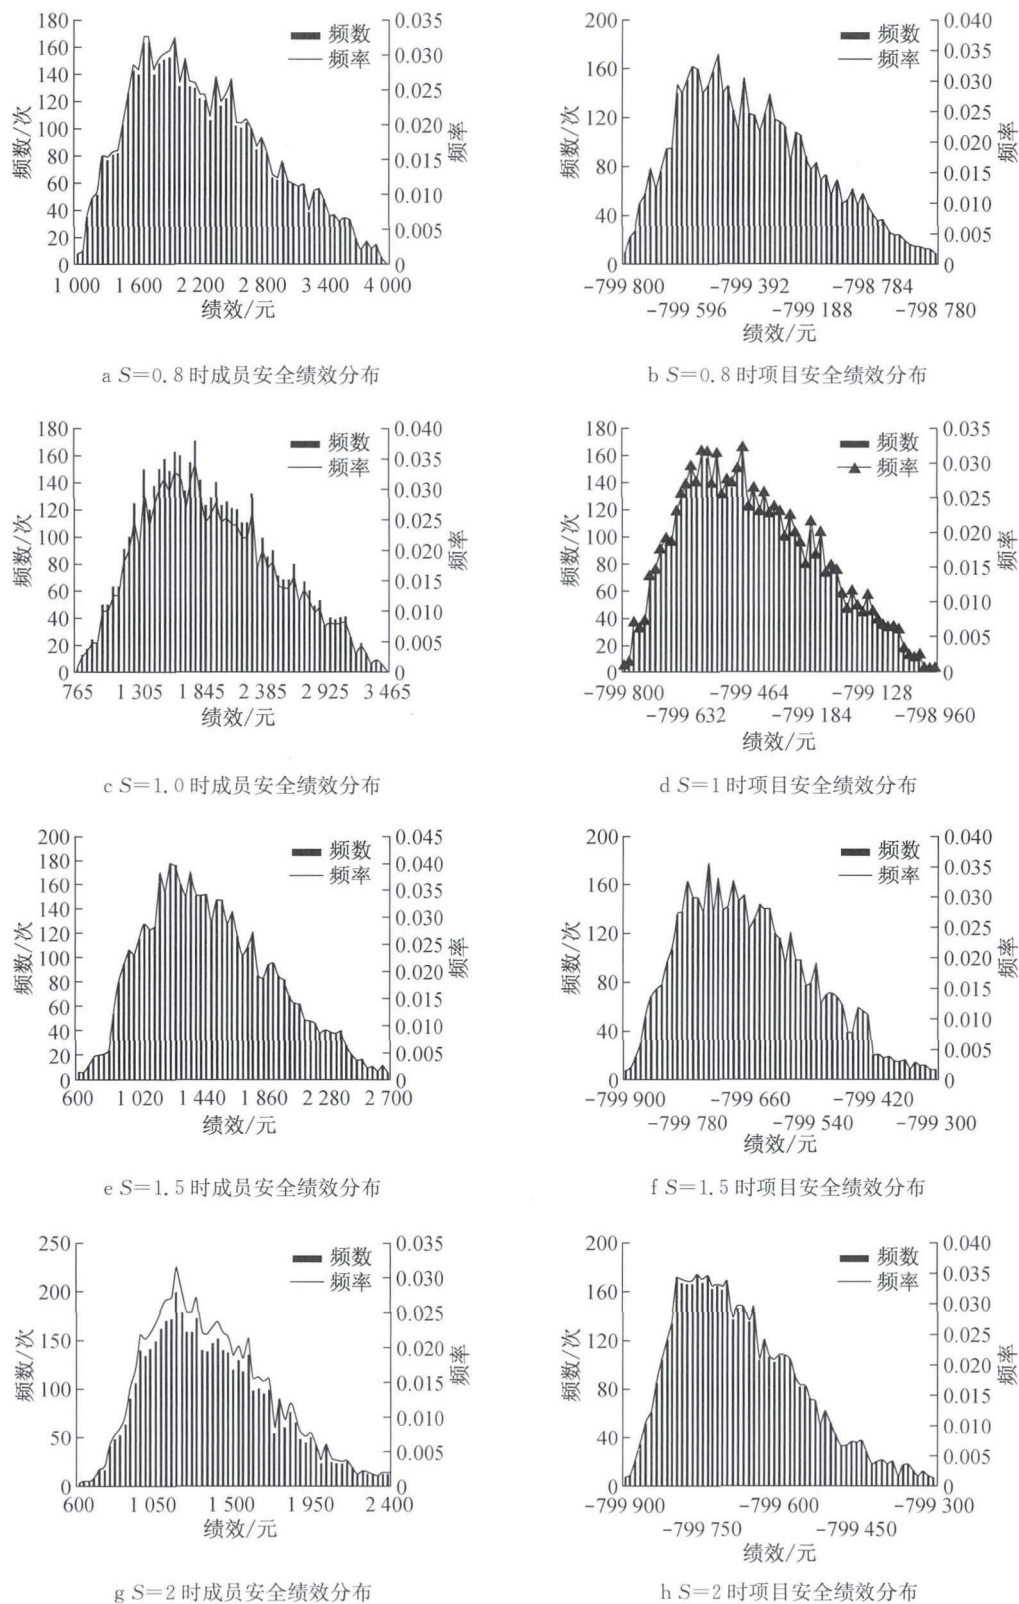 180
160
140
120
100
80
60
40
20
0
频数/次
0.035
0.030
0.025
0.020
0.015
0.010
0.005
0
频率
频数
频率
1 000 1 600 2 200 2 800 3 400 4 000
绩效/元
a S=0.8时成员安全绩效分布
200
160
120
80
40
0
频数/次
0.040
0.035
0.030
0.025
0.020
0.015
0.010
0.005
0
频率
频数
频率
-799 800 -799 392 -798 784
-799 596 -799 188 -798 780
绩效/元
b S=0.8时项目安全绩效分布
180
160
140
120
100
80
60
40
20
0
频数/次
0.040
0.030
0.020
0.010
0.005
0
频率
频数
频率
765 1 305 1 845 2 385 2 925 3 465
绩效/元
c S=1.0时成员安全绩效分布
180
160
140
120
100
80
60
40
20
0
频数/次
0.035
0.030
0.025
0.020
0.015
0.010
0.005
0
频率
频数
频率
-799 800 -799 464 -799 128
-799 632 -799 184 -798 960
绩效/元
d S=1时项目安全绩效分布
200
180
160
140
120
100
80
60
40
20
0
频数/次
0.045
0.040
0.035
0.030
0.025
0.020
0.015
0.010
0.005
0
频率
频数
频率
600 1 020 1 440 1 860 2 280 2 700
绩效/元
e S=1.5时成员安全绩效分布
200
160
120
80
40
0
频数/次
0.040
0.035
0.030
0.025
0.020
0.015
0.010
0.005
0
频率
频数
频率
-799 900 -799 660 -799 420
-799 780 -799 540 -799 300
绩效/元
f S=1.5时项目安全绩效分布
250
200
150
100
50
0
频数/次
0.035
0.030
0.025
0.020
0.015
0.010
0.005
0
频率
频数
频率
600 1 050 1 500 1 950 2 400
绩效/元
g S=2时成员安全绩效分布
200
160
120
80
40
0
频数/次
0.040
0.035
0.030
0.025
0.020
0.015
0.010
0.005
0
频率
频数
频率
-799 900 -799 600 -799 300
-799 750 -799 450
绩效/元
h S=2时项目安全绩效分布